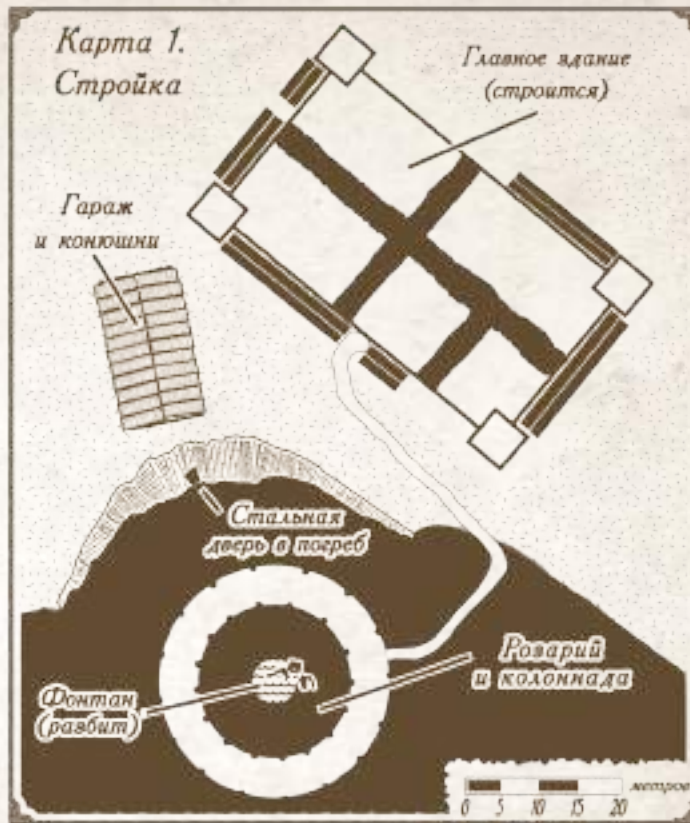 Карта 1.
Стройка
Главное здание
(строится)
Гараж
и конюшни
Стальная
дверь в погреб
Розарий
и колоннада
Фонтан
(разбит)
метров
0 5 10 15 20